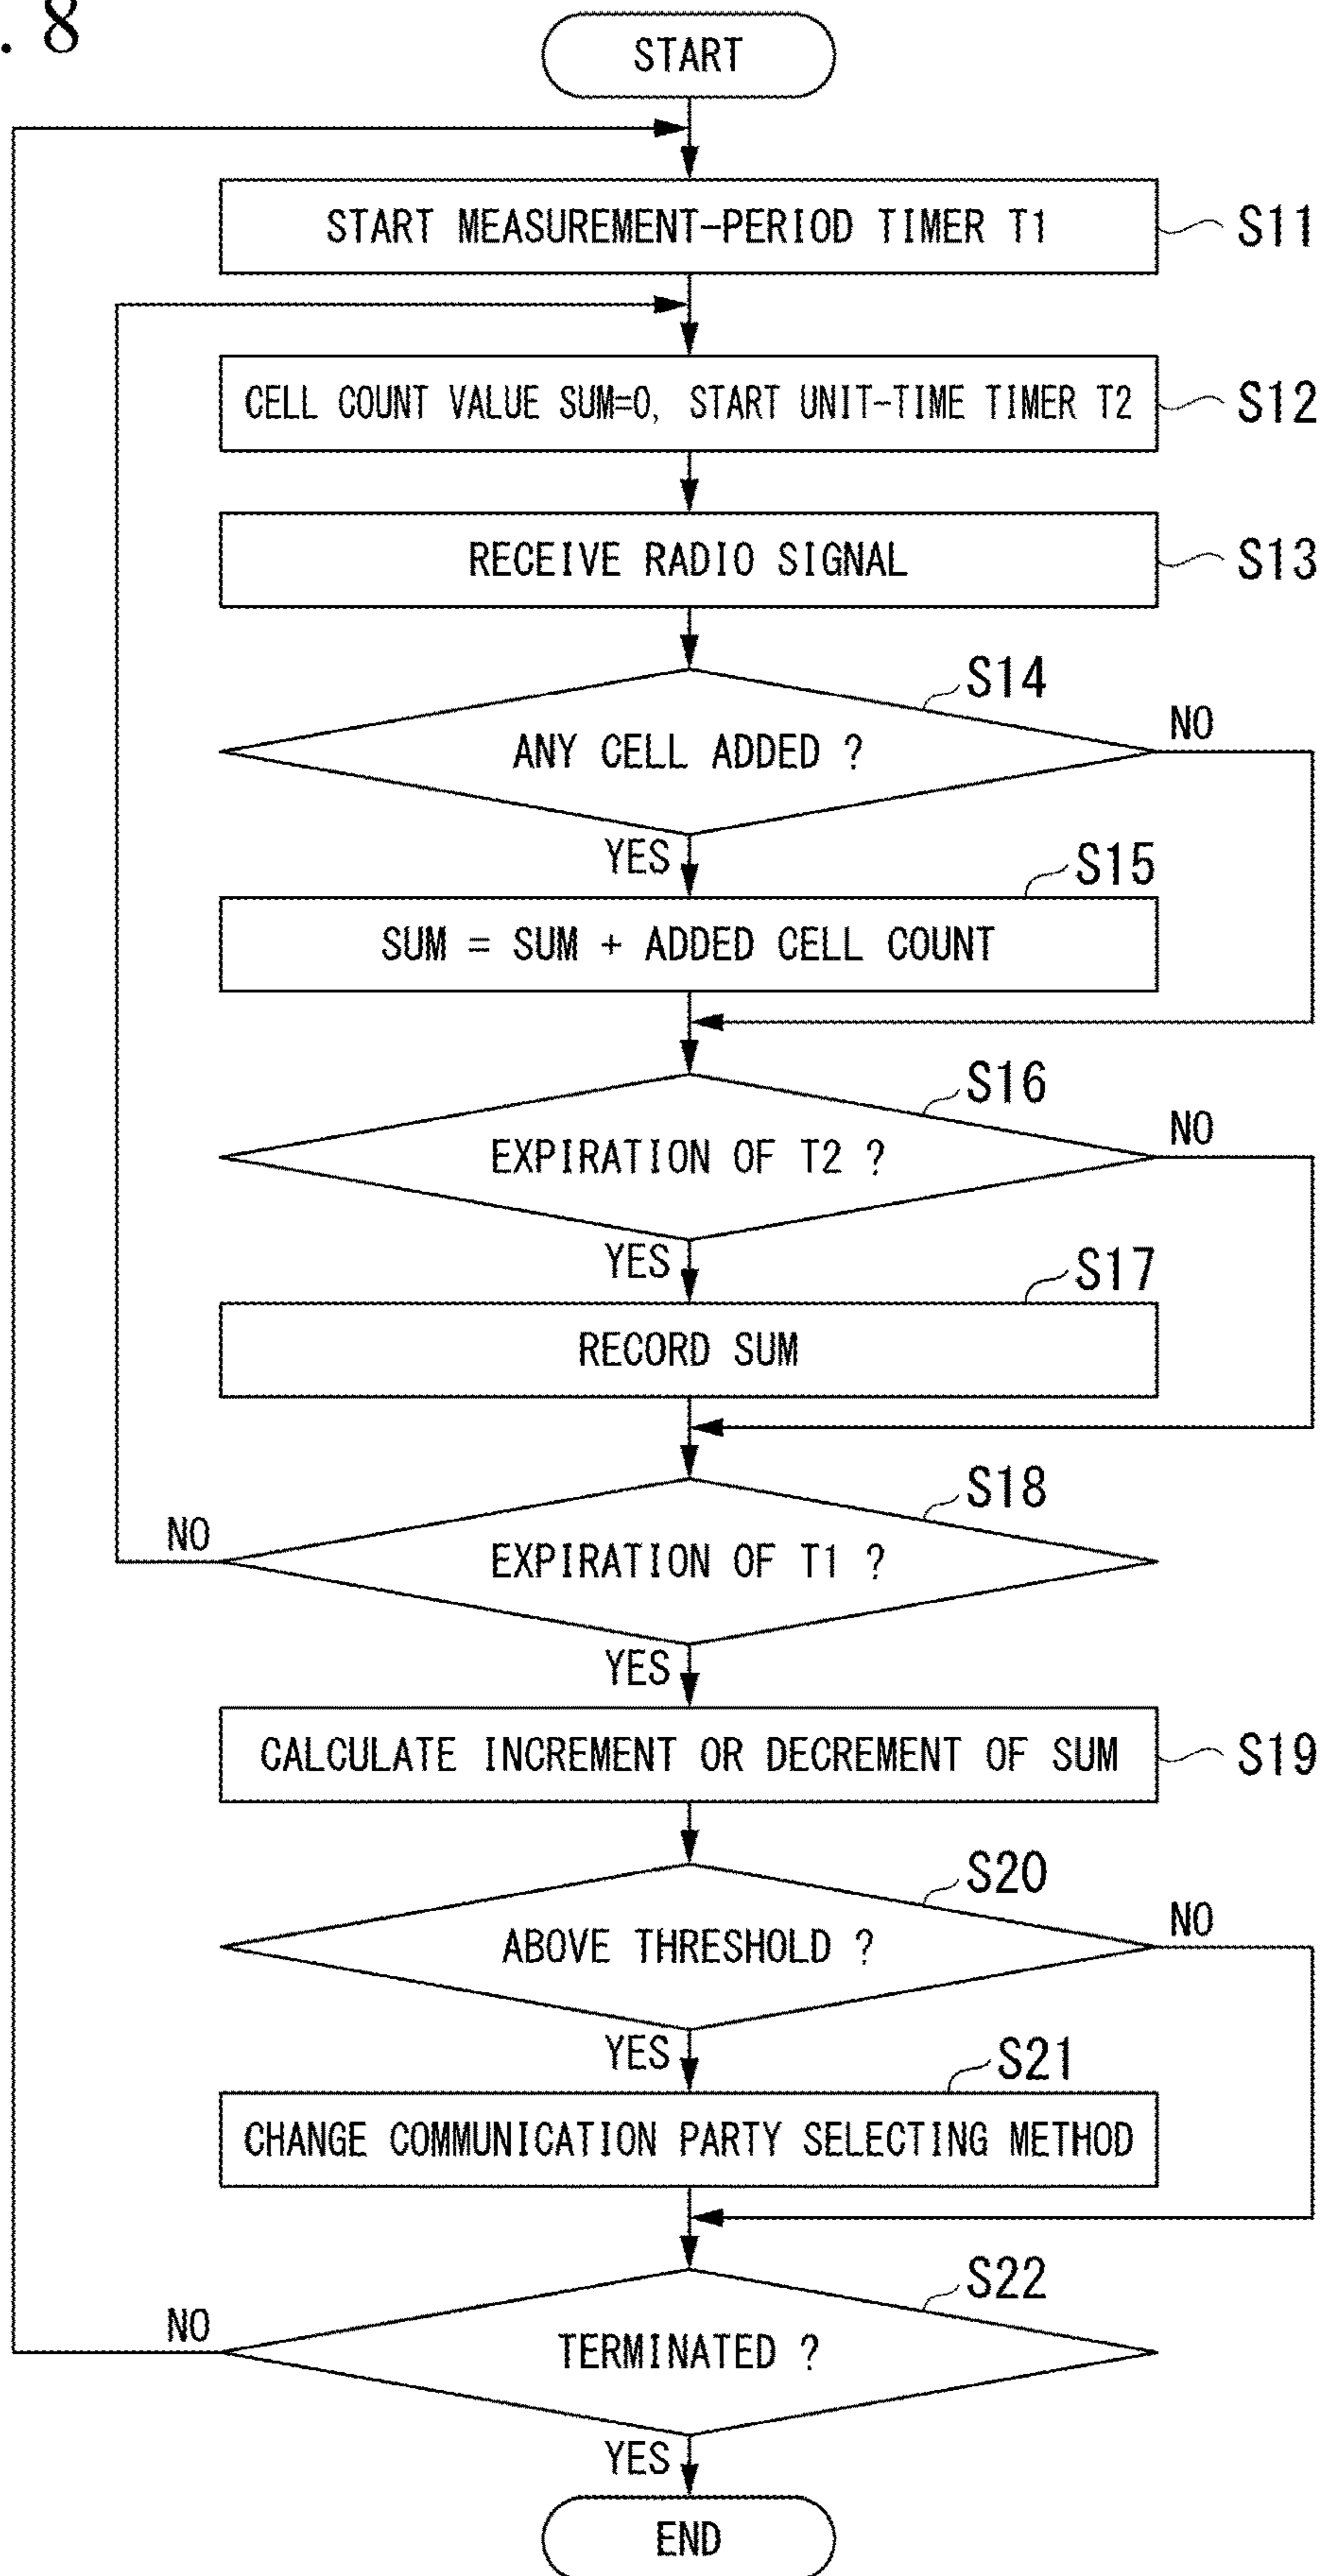 . 8
START
START MEASUREMENT-PERIOD TIMER T1
S11
CELL COUNT VALUE SUM=0, START UNIT-TIME TIMER T2
S12
RECEIVE RADIO SIGNAL
S13
S14
ANY CELL ADDED ?
NO
YES
S15
SUM = SUM + ADDED CELL COUNT
S16
EXPIRATION OF T2 ?
NO
YES
S17
RECORD SUM
S18
NO
EXPIRATION OF T1 ?
YES
CALCULATE INCREMENT OR DECREMENT OF SUM
S19
S20
ABOVE THRESHOLD ?
NO
YES
S21
CHANGE COMMUNICATION PARTY SELECTING METHOD
S22
NO
TERMINATED ?
YES
END